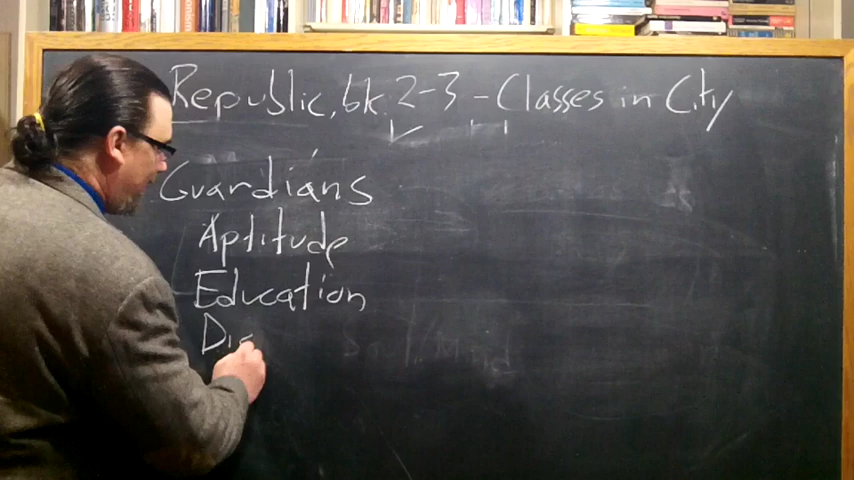 Republic, bk. 2-3 - Classes in City
Guardians
Aptitude
Education